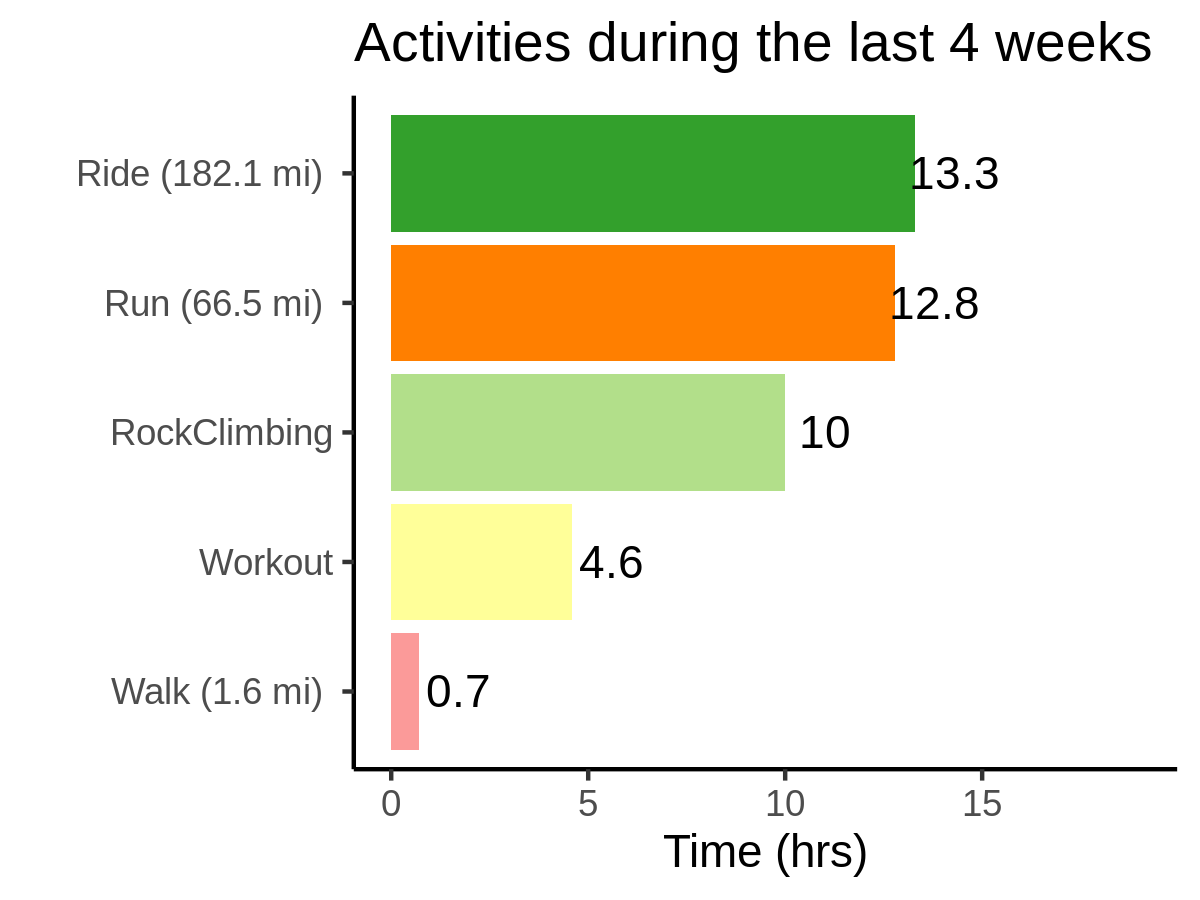 Activities during the last 4 weeks
Ride (182.1 mi)
13.3
Run (66.5 mi)
12.8
RockClimbing
10
Workout
4.6
Walk (1.6 mi)
0.7
0
5
10
15
Time (hrs)